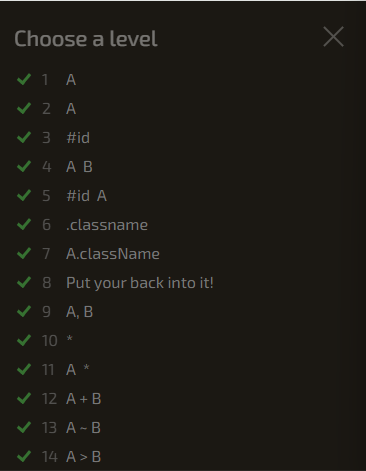 Choose a level
1 A
2 A
3 #id
4 A B
5 #id A
6 .classname
7 A.className
8 Put your back into it!
9 A, B
10 *
11 A *
12 A + B
13 A ~ B
14 A > B